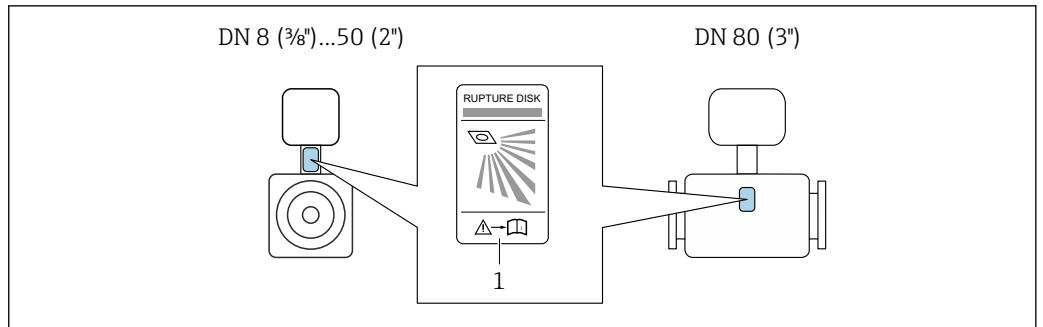 DN 8 (⅜")...50 (2")
DN 80 (3")
RUPTURE DISK
i
1